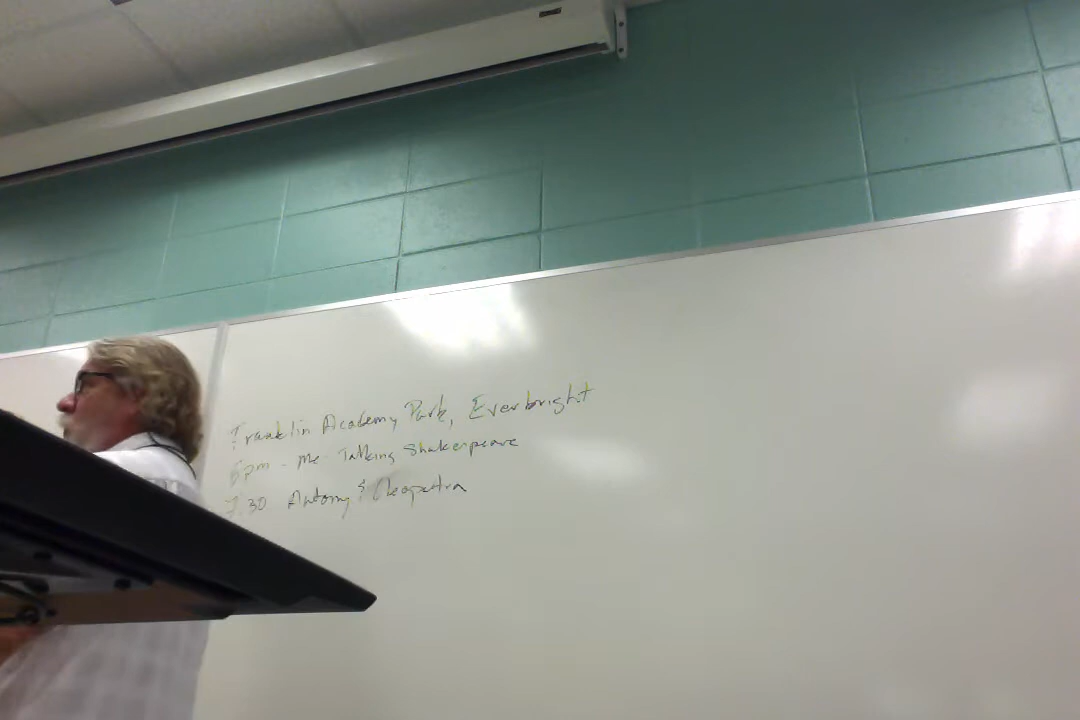 Franklin Academy Park, Everbright
6pm - Me Talking Shakespeare
7.30 Antony & Cleopatra